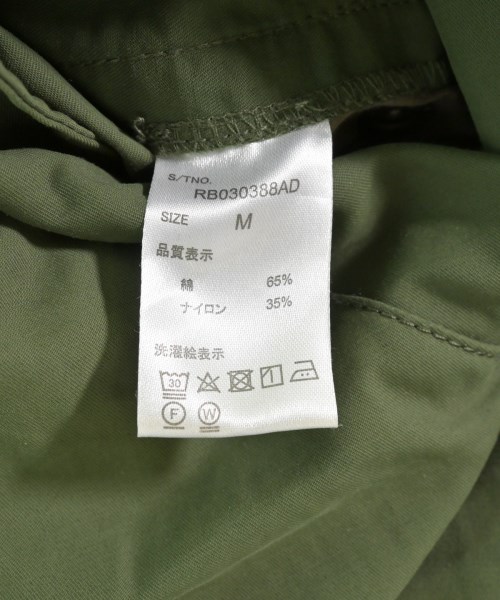 S/TNO.
RB030388AD
SIZE M
品質表示
綿 65%
ナイロン 35%
洗濯絵表示
30
F W